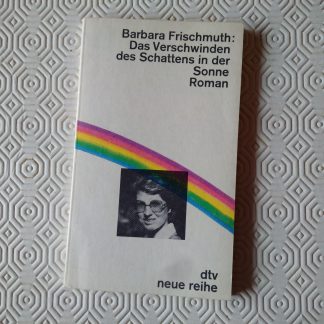 Barbara Frischmuth:
Das Verschwinden
des Schattens in der
Sonne
Roman
dtv
neue reihe